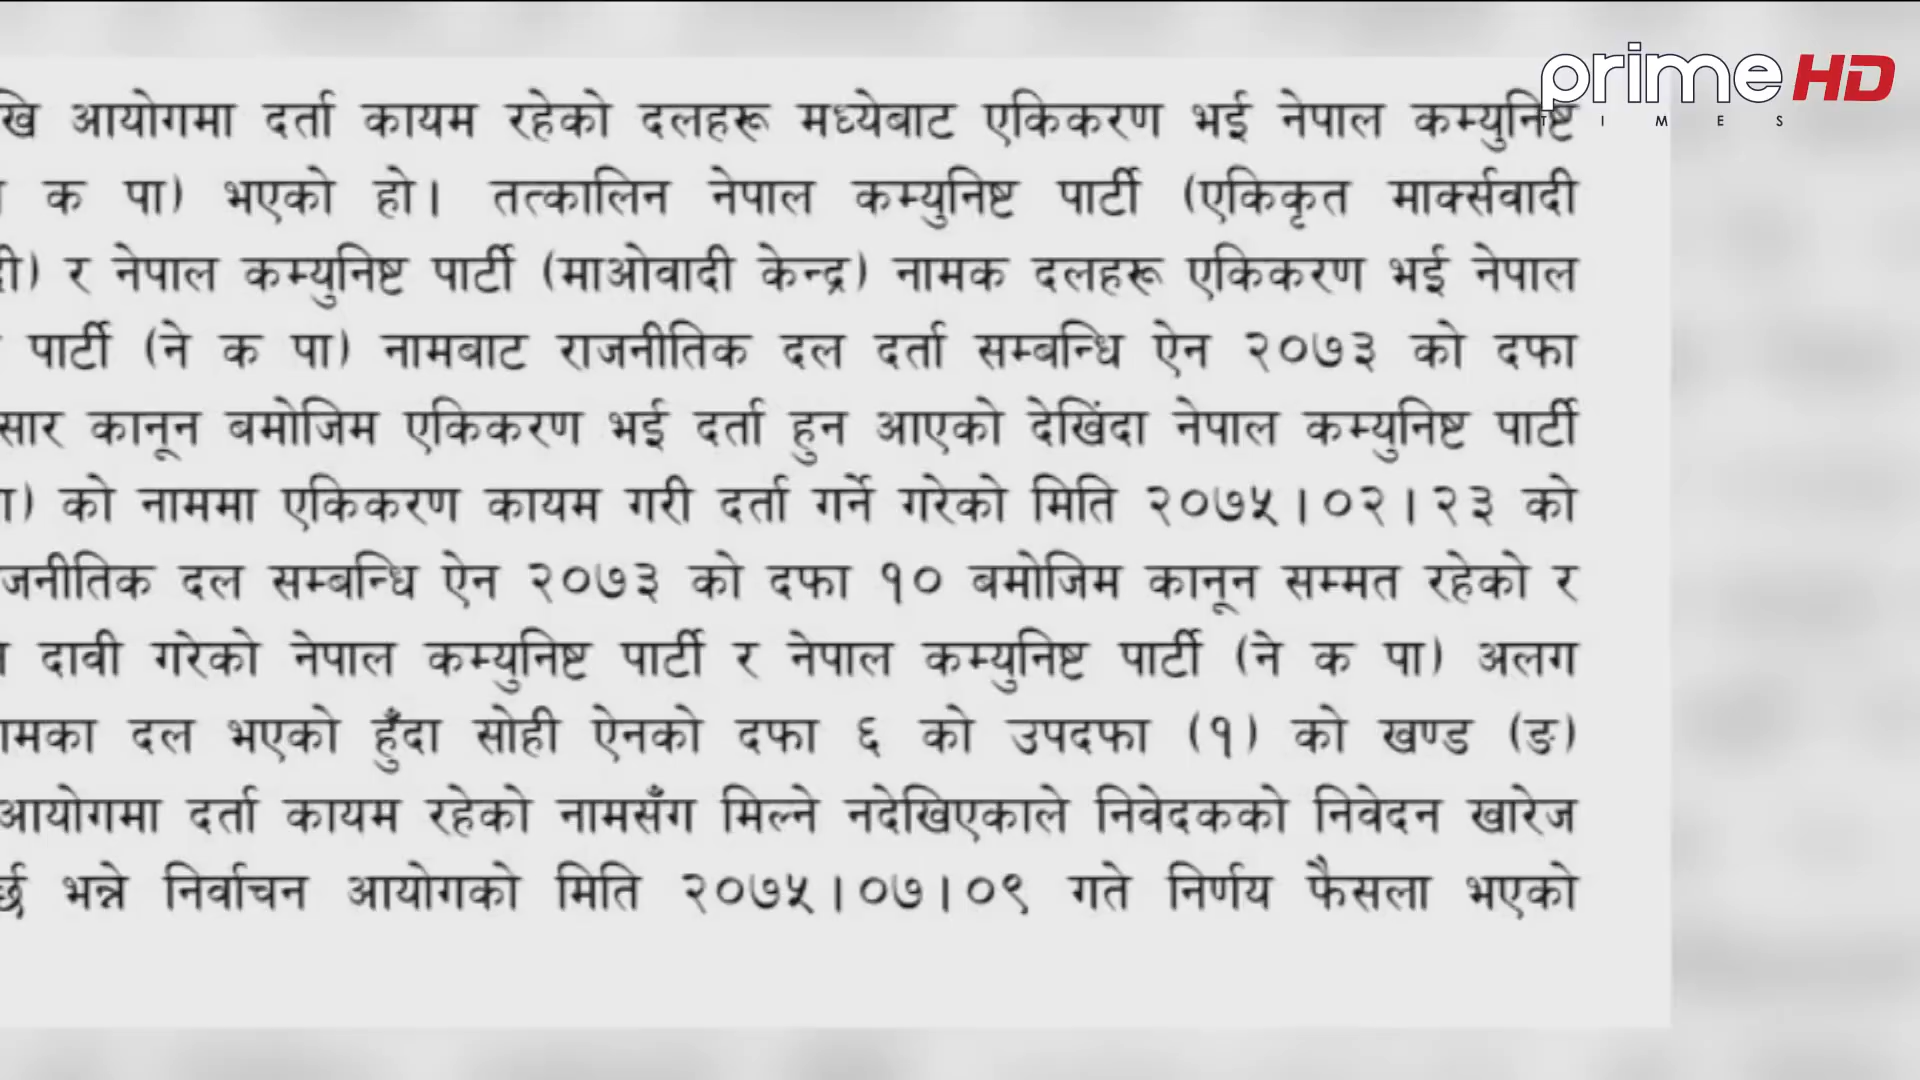 prime HD
TIMES
खि आयोगमा दर्ता कायम रहेको दलहरू मध्येबाट एकिकरण भई नेपाल कम्युनिष्ट
क पा) भएको हो। तत्कालिन नेपाल कम्युनिष्ट पार्टी (एकिकृत मार्क्सवादी
दी) र नेपाल कम्युनिष्ट पार्टी (माओवादी केन्द्र) नामक दलहरू एकिकरण भई नेपाल
पार्टी (ने क पा) नामबाट राजनीतिक दल दर्ता सम्बन्धि ऐन २०७३ को दफा
सार कानून बमोजिम एकिकरण भई दर्ता हुन आएको देखिंदा नेपाल कम्युनिष्ट पार्टी
ा) को नाममा एकिकरण कायम गरी दर्ता गर्ने गरेको मिति २०७५।०२।२३ को
जनीतिक दल सम्बन्धि ऐन २०७३ को दफा १० बमोजिम कानून सम्मत रहेको र
दावी गरेको नेपाल कम्युनिष्ट पार्टी र नेपाल कम्युनिष्ट पार्टी (ने क पा) अलग
ामका दल भएको हुँदा सोही ऐनको दफा ६ को उपदफा (१) को खण्ड (ङ)
आयोगमा दर्ता कायम रहेको नामसँग मिल्ने नदेखिएकाले निवेदकको निवेदन खारेज
र्छ भन्ने निर्वाचन आयोगको मिति २०७५।०७।०९ गते निर्णय फैसला भएको